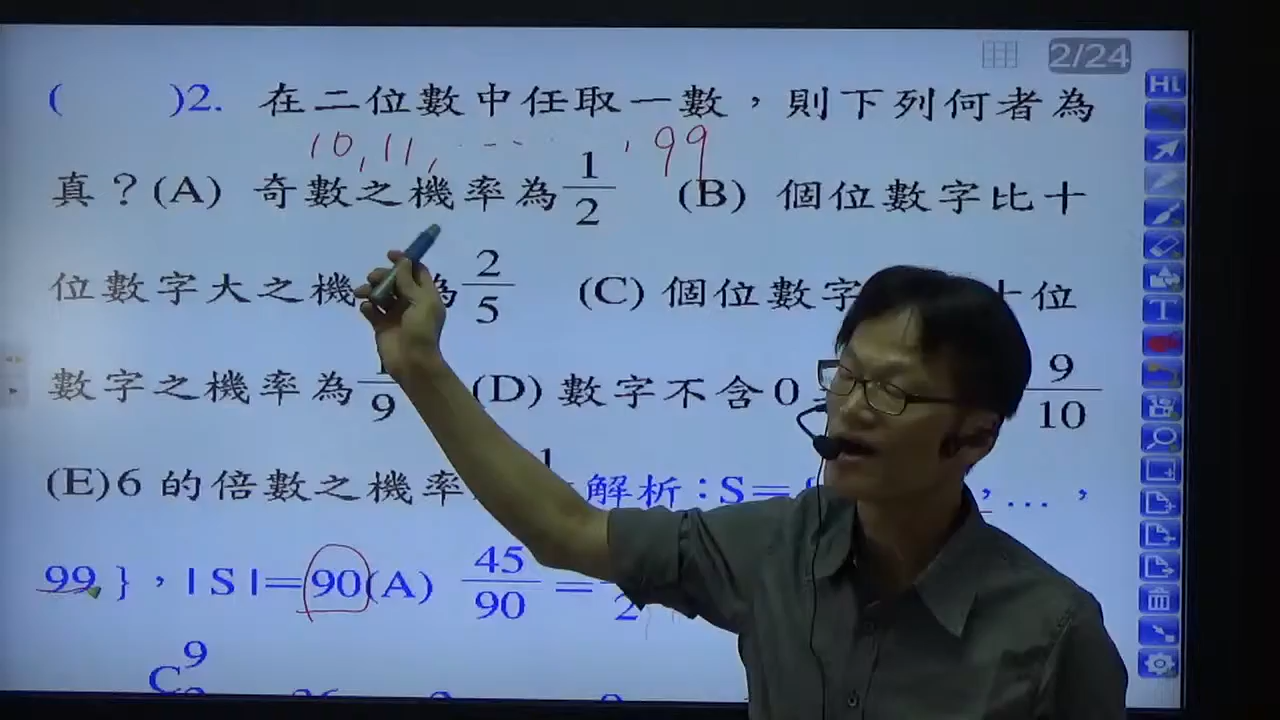 2/24
( )2. 在二位數中任取一數，則下列何者為
10, 11, ... , 99
真？(A) 奇數之機率為 1/2 (B) 個位數字比十
位數字大之機 為 2/5 (C) 個位數字 十位
數字之機率為 1/9 (D) 數字不含0 9/10
(E)6 的倍數之機率 解析：S＝{ , … ，
99 }，| S |＝90(A) 45/90 ＝ /2
C 9